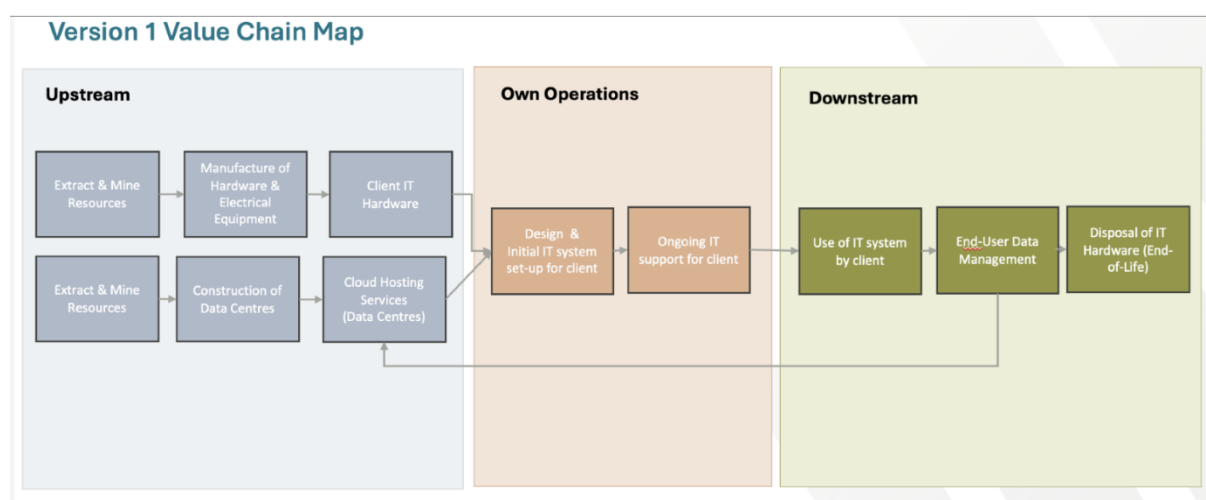 Version 1 Value Chain Map
Upstream
Own Operations
Downstream
Extract & Mine
Resources
Manufacture of
Hardware &
Electrical
Equipment
Client IT
Hardware
Extract & Mine
Resources
Construction of
Data Centres
Cloud Hosting
Services
(Data Centres)
Design &
Initial IT system
set-up for client
Ongoing IT
support for client
Use of IT system
by client
End-User Data
Management
Disposal of IT
Hardware (End-
of-Life)